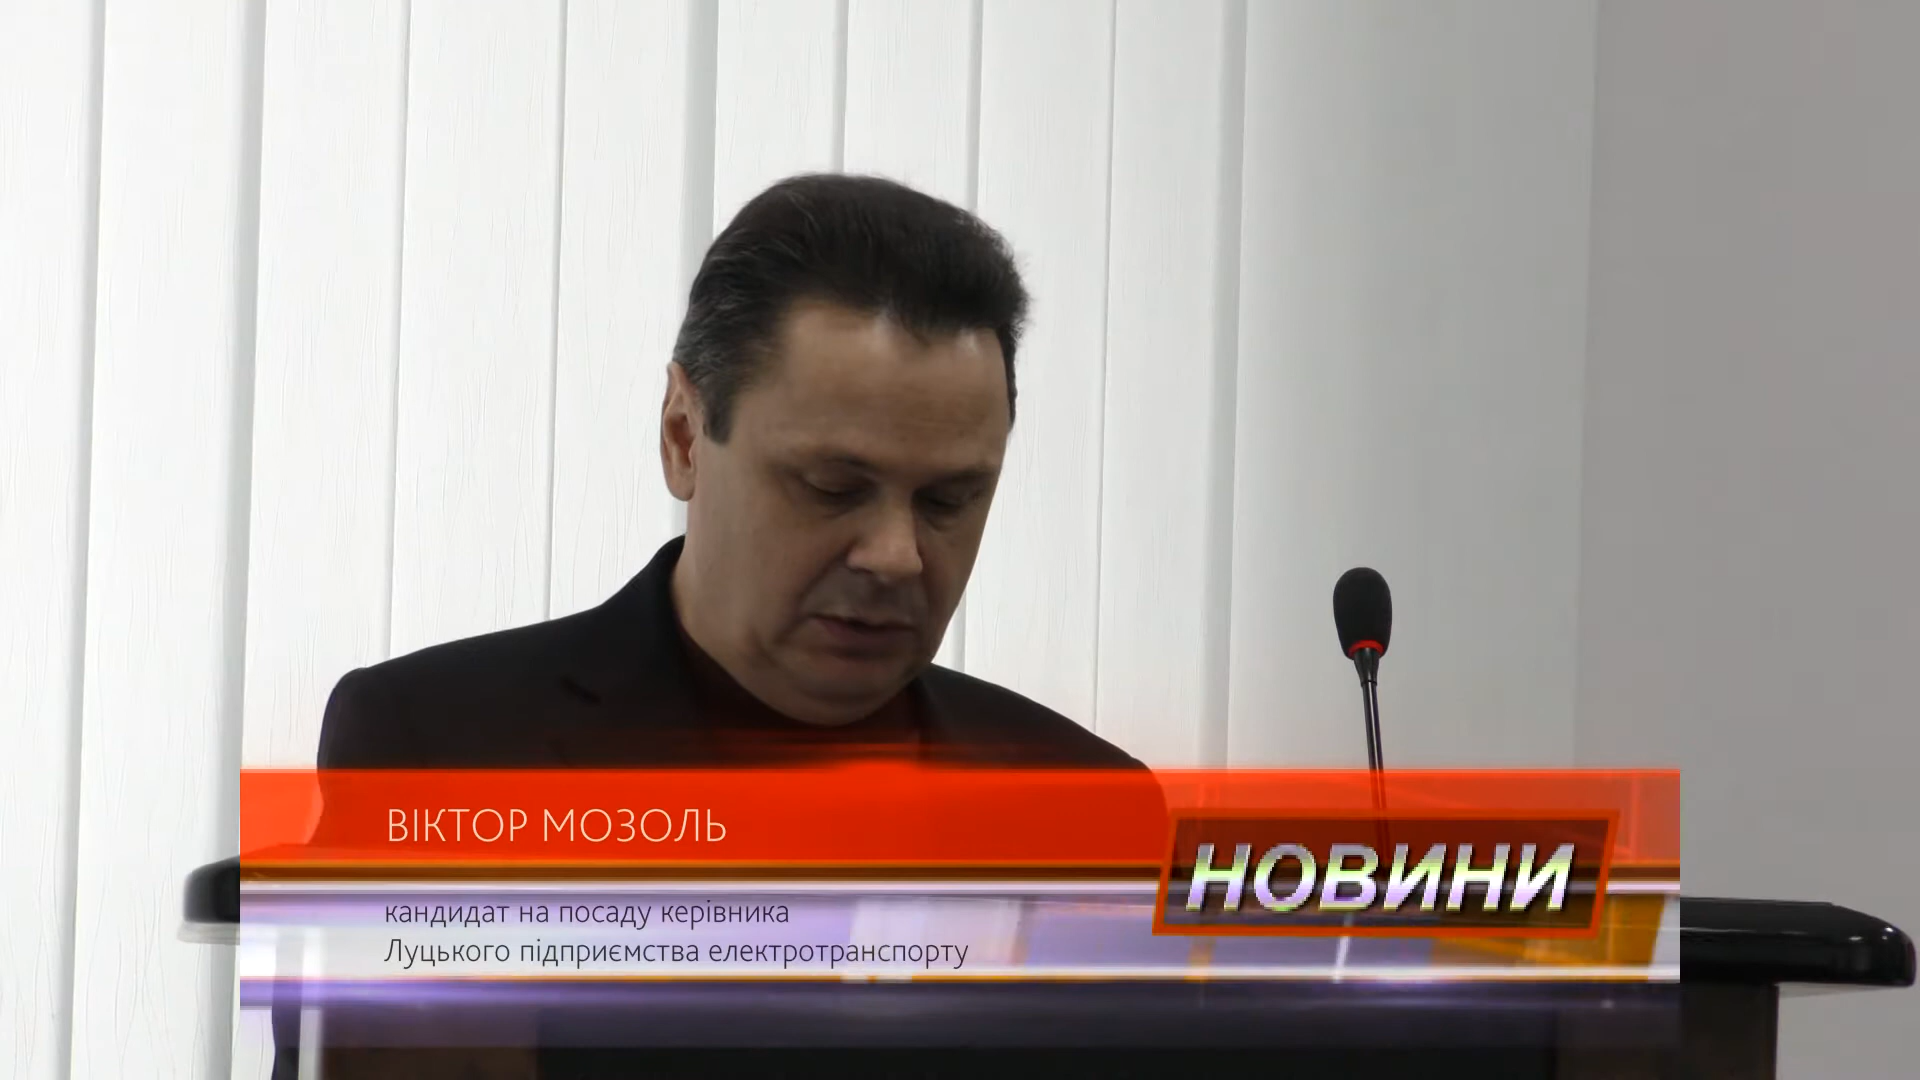 ВІКТОР МОЗОЛЬ
НОВИНИ
кандидат на посаду керівника
Луцького підприємства електротранспорту